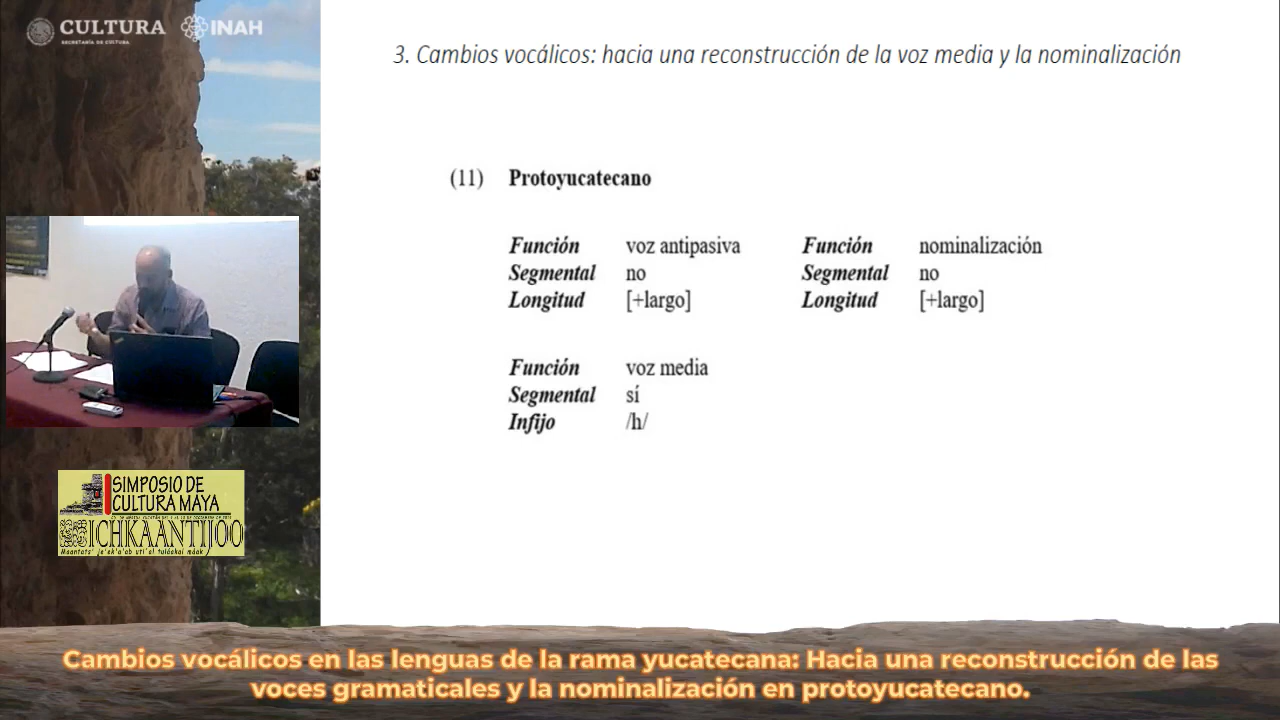 CULTURA
SECRETARÍA DE CULTURA
INAH
3. Cambios vocálicos: hacia una reconstrucción de la voz media y la nominalización
(11) Protoyucatecano
Función voz antipasiva Función nominalización
Segmental no Segmental no
Longitud [+largo] Longitud [+largo]
Función voz media
Segmental sí
Infijo /h/
SIMPOSIO DE
CULTURA MAYA
ICHKAANTIJOO
Cambios vocálicos en las lenguas de la rama yucatecana: Hacia una reconstrucción de las
voces gramaticales y la nominalización en protoyucatecano.